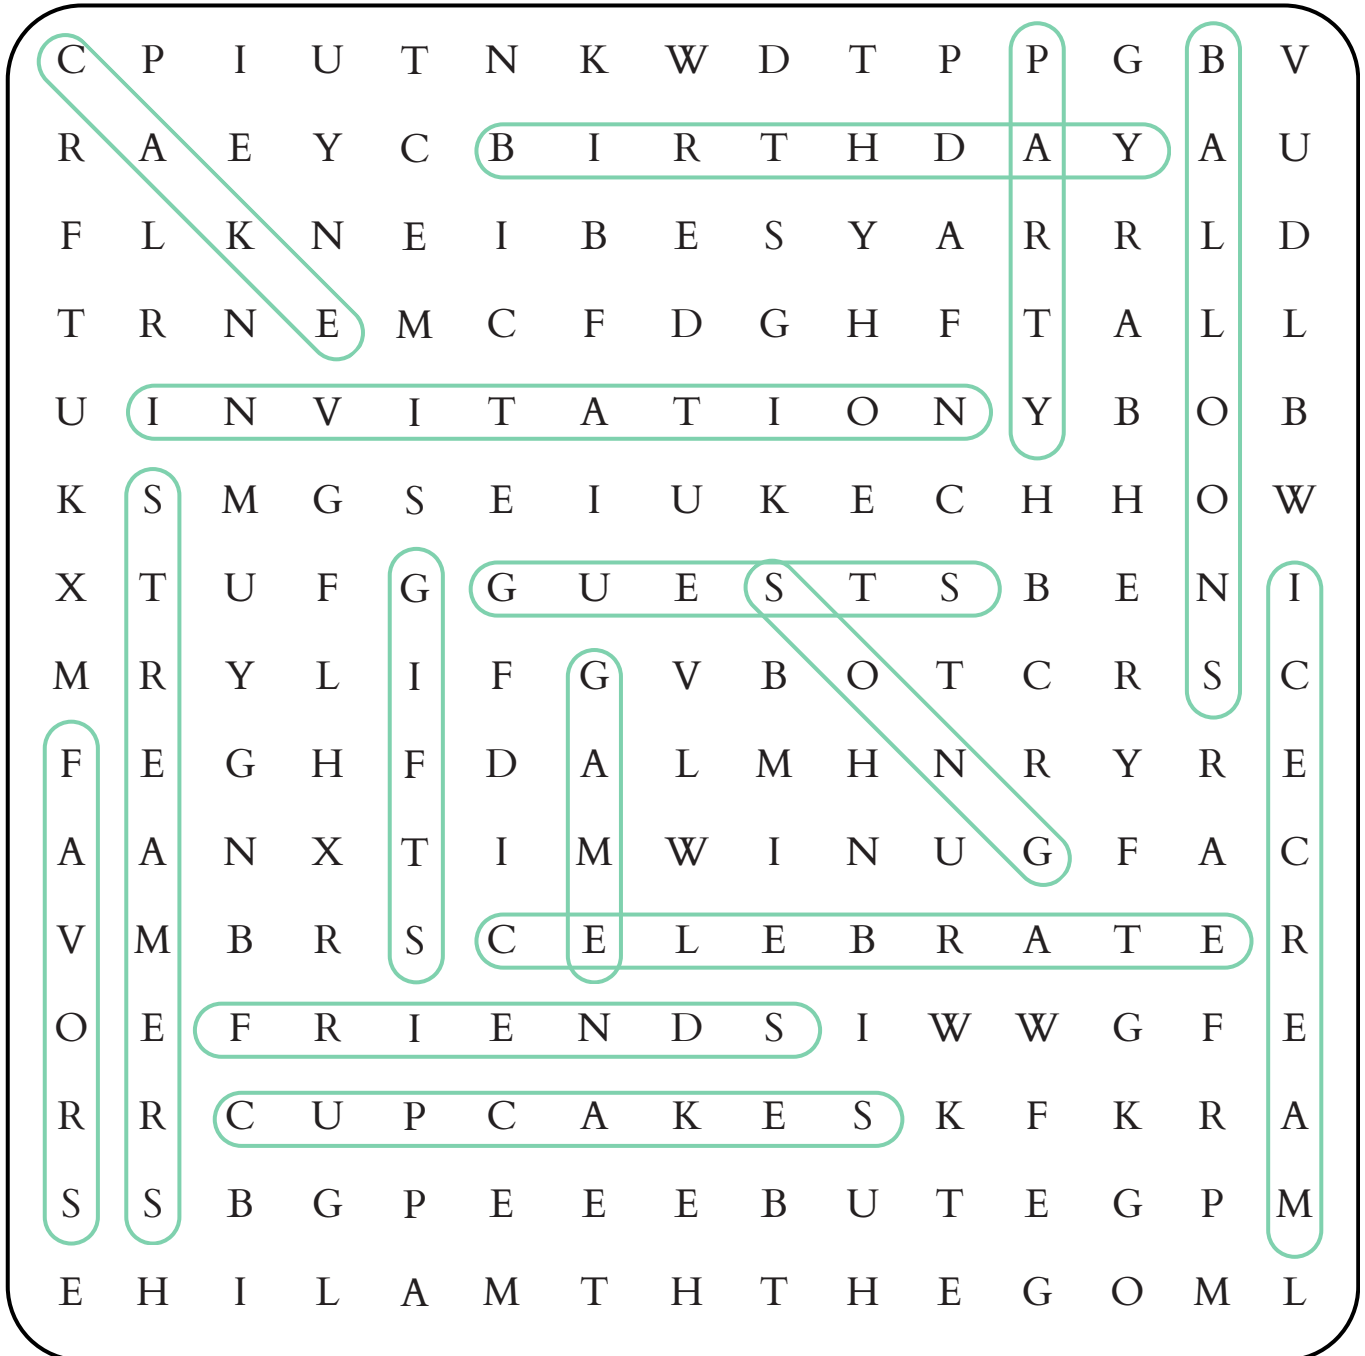 C P I U T N K W D T P P G B V
R A E Y C B I R T H D A Y A U
F L K N E I B E S Y A R R L D
T R N E M C F D G H F T A L L
U I N V I T A T I O N Y B O B
K S M G S E I U K E C H H O W
X T U F G G U E S T S B E N I
M R Y L I F G V B O T C R S C
F E G H F D A L M H N R Y R E
A A N X T I M W I N U G F A C
V M B R S C E L E B R A T E R
O E F R I E N D S I W W G F E
R R C U P C A K E S K F K R A
S S B G P E E E B U T E G P M
E H I L A M T H T H E G O M L